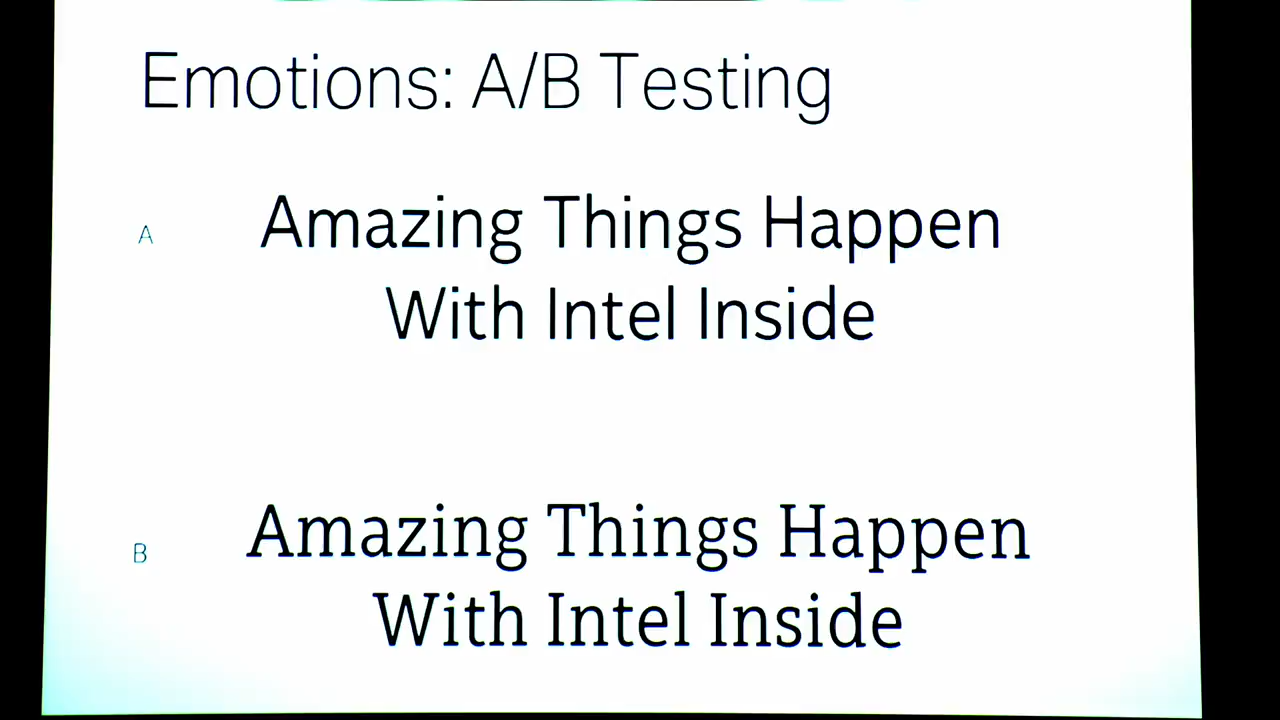 Emotions: A/B Testing
A
Amazing Things Happen
With Intel Inside
B
Amazing Things Happen
With Intel Inside